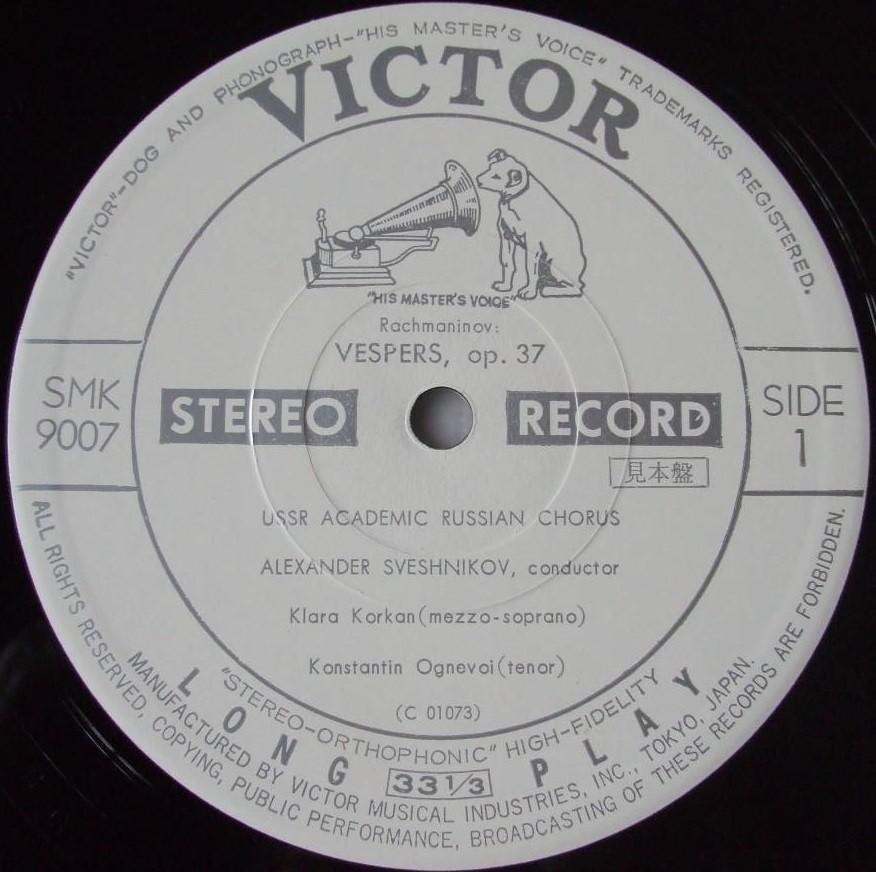 "VICTOR"–DOG AND PHONOGRAPH–"HIS MASTER'S VOICE" TRADEMARKS REGISTERED.
VICTOR
"HIS MASTER'S VOICE"
Rachmaninov:
VESPERS, op. 37
SMK
9007
STEREO RECORD
SIDE
1
見本盤
USSR ACADEMIC RUSSIAN CHORUS
ALEXANDER SVESHNIKOV, conductor
Klara Korkan(mezzo-soprano)
Konstantin Ognevoi(tenor)
(C 01073)
"STEREO–ORTHOPHONIC" HIGH-FIDELITY
LONG 33 1/3 PLAY
MANUFACTURED BY VICTOR MUSICAL INDUSTRIES, INC., TOKYO, JAPAN.
ALL RIGHTS RESERVED, COPYING, PUBLIC PERFORMANCE, BROADCASTING OF THESE RECORDS ARE FORBIDDEN.